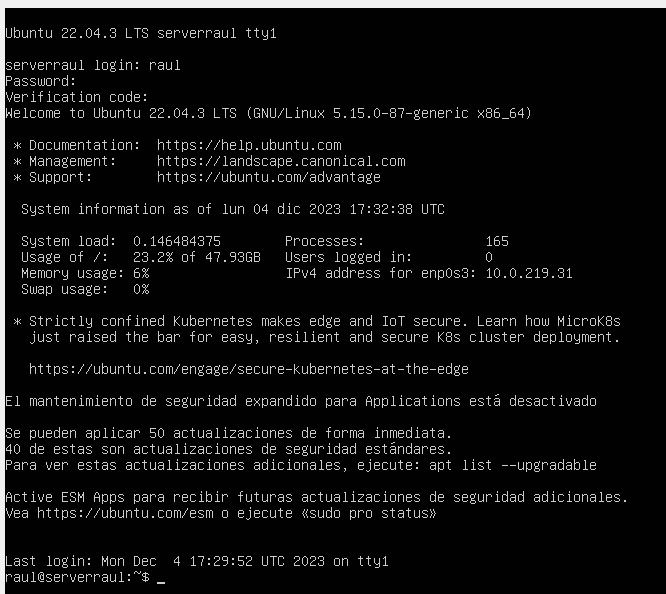 Ubuntu 22.04.3 LTS serverraul tty1
serverraul login: raul
Password:
Verification code:
Welcome to Ubuntu 22.04.3 LTS (GNU/Linux 5.15.0-87-generic x86_64)
* Documentation:  https://help.ubuntu.com
* Management:     https://landscape.canonical.com
* Support:        https://ubuntu.com/advantage
System information as of lun 04 dic 2023 17:32:38 UTC
System load:  0.146484375        Processes:               165
Usage of /:   23.2% of 47.93GB   Users logged in:         0
Memory usage: 6%                 IPv4 address for enp0s3: 10.0.219.31
Swap usage:   0%
* Strictly confined Kubernetes makes edge and IoT secure. Learn how MicroK8s
just raised the bar for easy, resilient and secure K8s cluster deployment.
https://ubuntu.com/engage/secure-kubernetes-at-the-edge
El mantenimiento de seguridad expandido para Applications está desactivado
Se pueden aplicar 50 actualizaciones de forma inmediata.
40 de estas son actualizaciones de seguridad estándares.
Para ver estas actualizaciones adicionales, ejecute: apt list --upgradable
Active ESM Apps para recibir futuras actualizaciones de seguridad adicionales.
Vea https://ubuntu.com/esm o ejecute «sudo pro status»
Last login: Mon Dec  4 17:29:52 UTC 2023 on tty1
raul@serverraul:~$ _